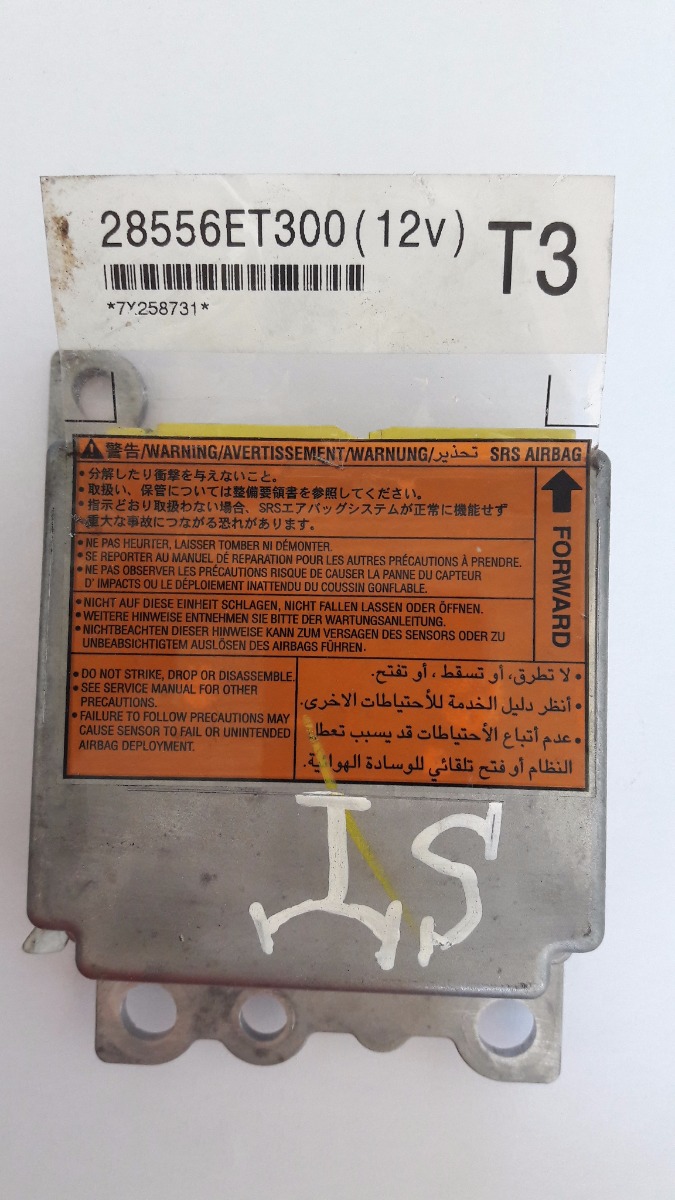 28556ET300(12v) T3
*7Y258731*
警告/WARNING/AVERTISSEMENT/WARNUNG/تحذير SRS AIRBAG
• 分解したり衝撃を与えないこと。
• 取扱い、保管については整備要領書を参照してください。
• 指示どおり取扱わない場合、SRSエアバッグシステムが正常に機能せず
重大な事故につながる恐れがあります。
• NE PAS HEURTER, LAISSER TOMBER NI DÉMONTER.
• SE REPORTER AU MANUEL DE REPARATION POUR LES AUTRES PRÉCAUTIONS À PRENDRE.
• NE PAS OBSERVER LES PRÉCAUTIONS RISQUE DE CAUSER LA PANNE DU CAPTEUR
D' IMPACTS OU LE DÉPLOIEMENT INATTENDU DU COUSSIN GONFLABLE.
• NICHT AUF DIESE EINHEIT SCHLAGEN, NICHT FALLEN LASSEN ODER ÖFFNEN.
• WEITERE HINWEISE ENTNEHMEN SIE BITTE DER WARTUNGSANLEITUNG.
• NICHTBEACHTEN DIESER HINWEISE KANN ZUM VERSAGEN DES SENSORS ODER ZU
UNBEABSICHTIGTEM AUSLÖSEN DES AIRBAGS FÜHREN.
FORWARD
• DO NOT STRIKE, DROP OR DISASSEMBLE.
• SEE SERVICE MANUAL FOR OTHER
PRECAUTIONS.
• FAILURE TO FOLLOW PRECAUTIONS MAY
CAUSE SENSOR TO FAIL OR UNINTENDED
AIRBAG DEPLOYMENT.
• لا تطرق، أو تسقط ، أو تفتح.
• أنظر دليل الخدمة للأحتياطات الاخرى.
• عدم أتباع الأحتياطات قد يسبب تعطل
النظام أو فتح تلقائي للوسادة الهوائية.